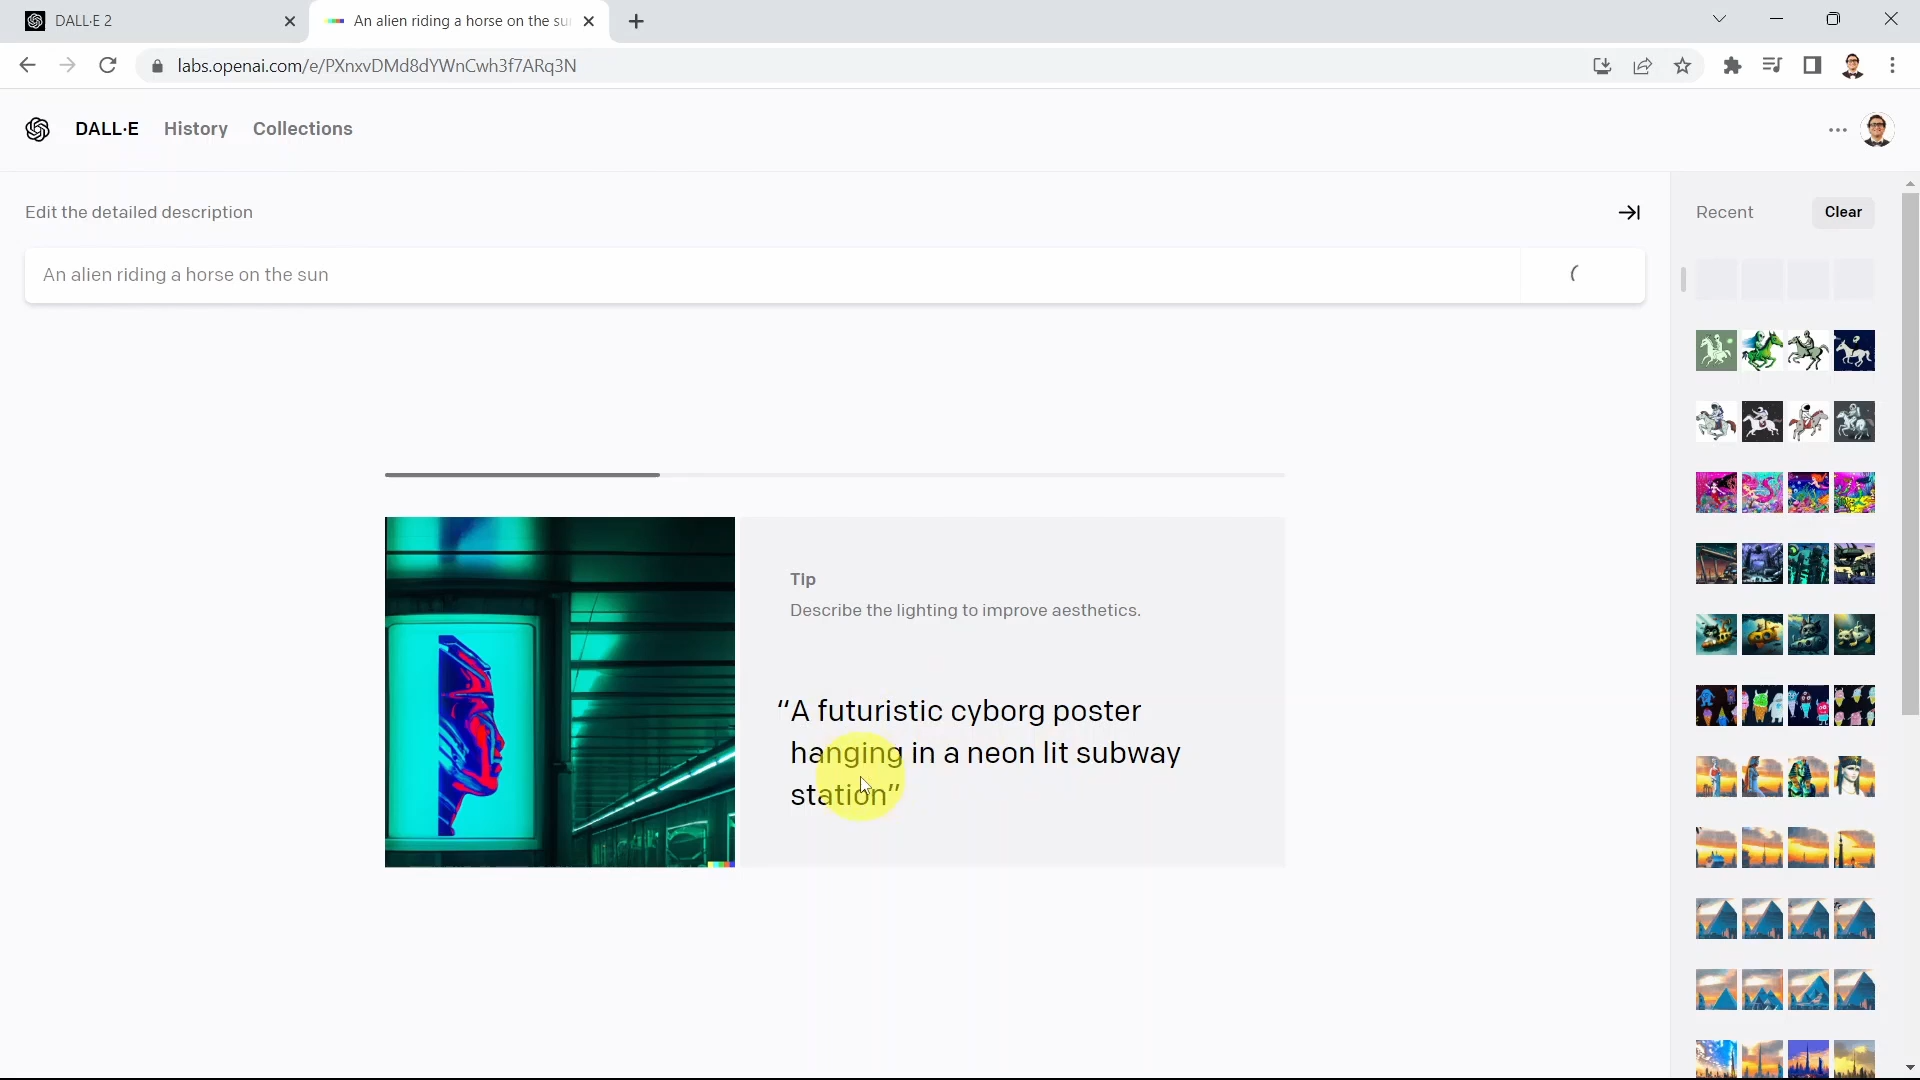 DALL·E 2
An alien riding a horse on the su
labs.openai.com/e/PXnxvDMd8dYWnCwh3f7ARq3N
DALL·E History Collections
Edit the detailed description
Recent
Clear
An alien riding a horse on the sun
Tip
Describe the lighting to improve aesthetics.
“A futuristic cyborg poster
hanging in a neon lit subway
station”